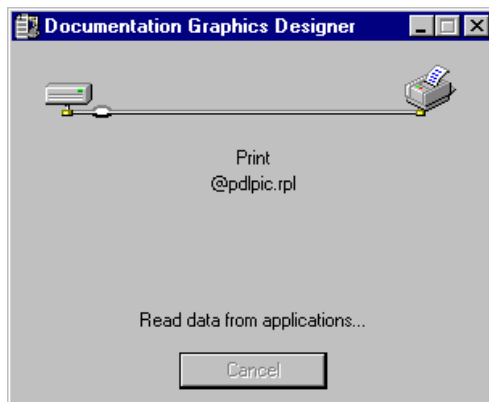 Documentation Graphics Designer
Print
@pdlpic.rpl
Read data from applications...
Cancel